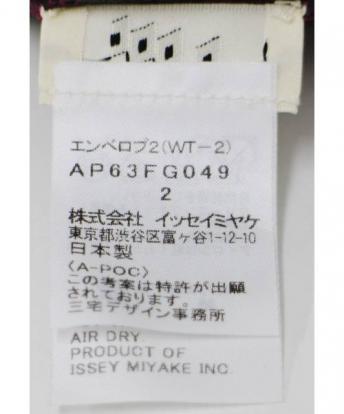 エンベロブ2(WT-2)
AP63FG049
2
株式会社 イッセイミヤケ
東京都渋谷区富ヶ谷1-12-10
日本製
〈A-POC〉
この考案は特許が出願
されております。
三宅デザイン事務所
AIR DRY.
PRODUCT OF
ISSEY MIYAKE INC.